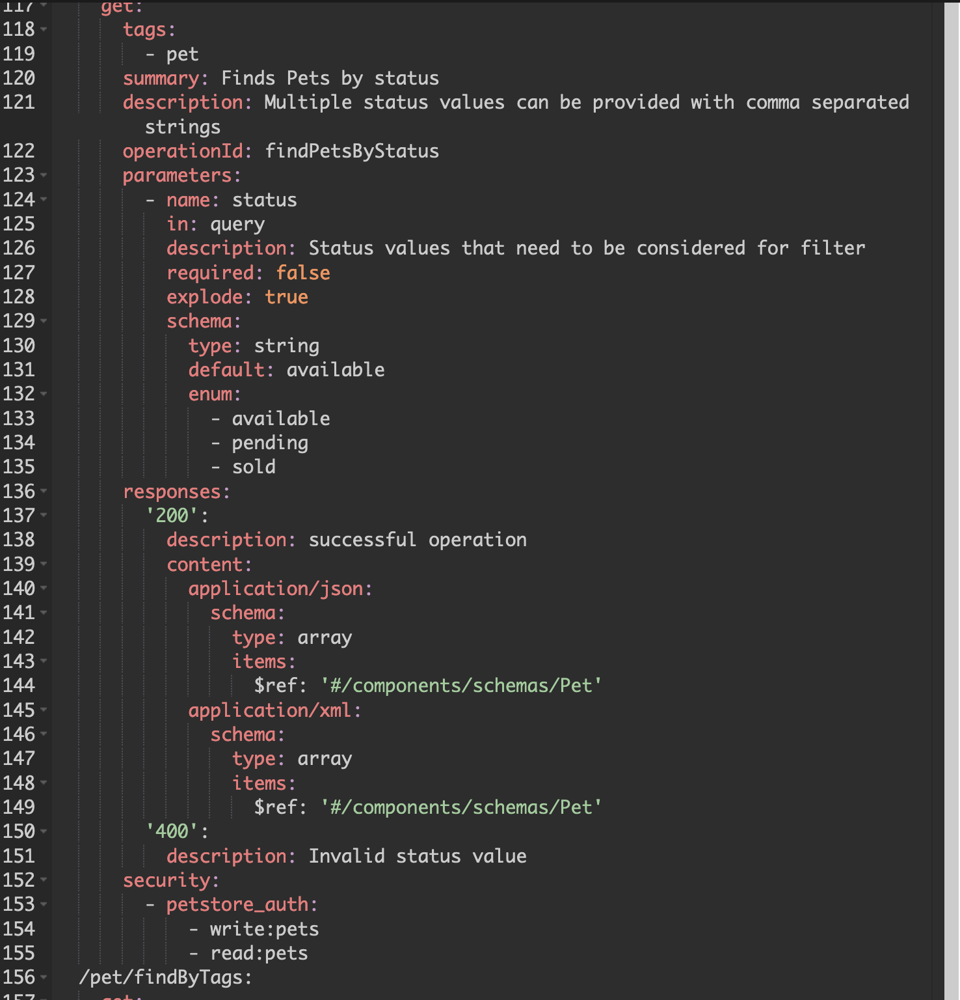 117 get:
118 tags:
119 - pet
120 summary: Finds Pets by status
121 description: Multiple status values can be provided with comma separated
strings
122 operationId: findPetsByStatus
123 parameters:
124 - name: status
125 in: query
126 description: Status values that need to be considered for filter
127 required: false
128 explode: true
129 schema:
130 type: string
131 default: available
132 enum:
133 - available
134 - pending
135 - sold
136 responses:
137 '200':
138 description: successful operation
139 content:
140 application/json:
141 schema:
142 type: array
143 items:
144 $ref: '#/components/schemas/Pet'
145 application/xml:
146 schema:
147 type: array
148 items:
149 $ref: '#/components/schemas/Pet'
150 '400':
151 description: Invalid status value
152 security:
153 - petstore_auth:
154 - write:pets
155 - read:pets
156 /pet/findByTags:
157 get: